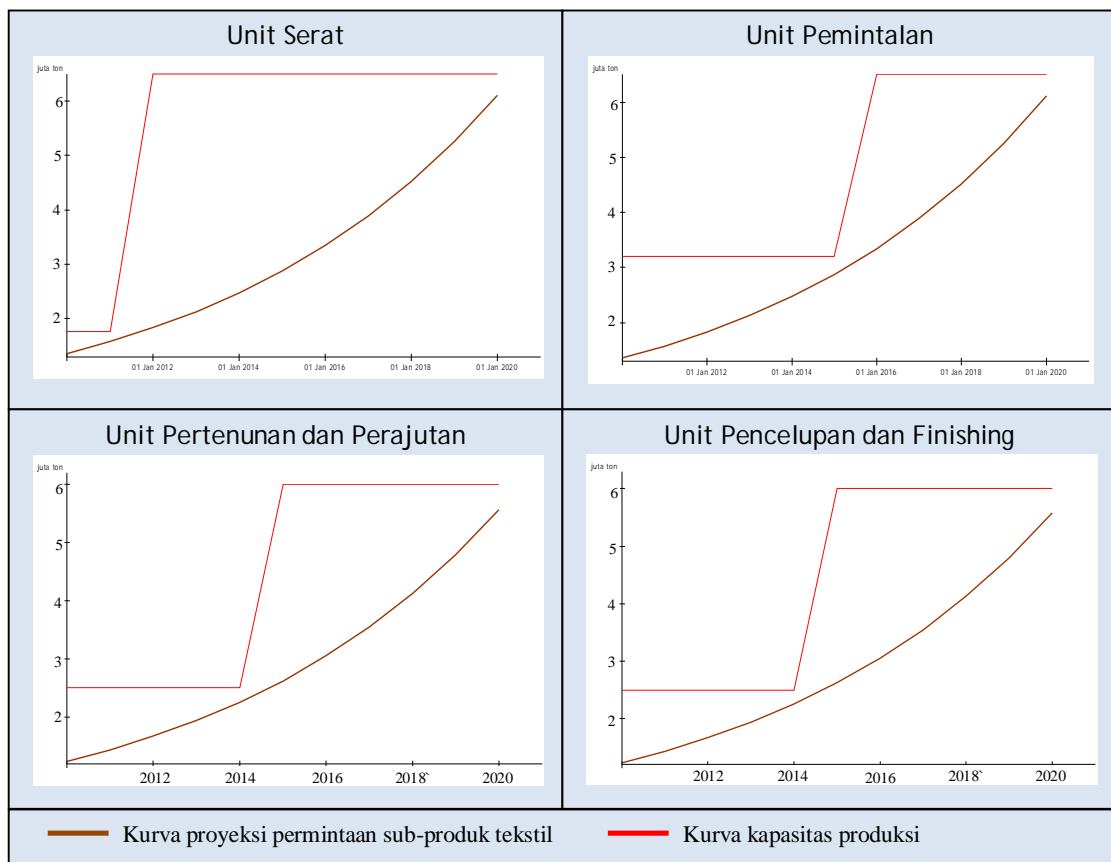 Unit Serat
juta ton
6
5
4
3
2
01 Jan 2012
01 Jan 2014
01 Jan 2016
01 Jan 2018
01 Jan 2020
Unit Pemintalan
juta ton
6
5
4
3
2
01 Jan 2012
01 Jan 2014
01 Jan 2016
01 Jan 2018
01 Jan 2020
Unit Pertenunan dan Perajutan
juta ton
6
5
4
3
2
2012
2014
2016
2018`
2020
Unit Pencelupan dan Finishing
juta ton
6
5
4
3
2
2012
2014
2016
2018`
2020
Kurva proyeksi permintaan sub-produk tekstil
Kurva kapasitas produksi